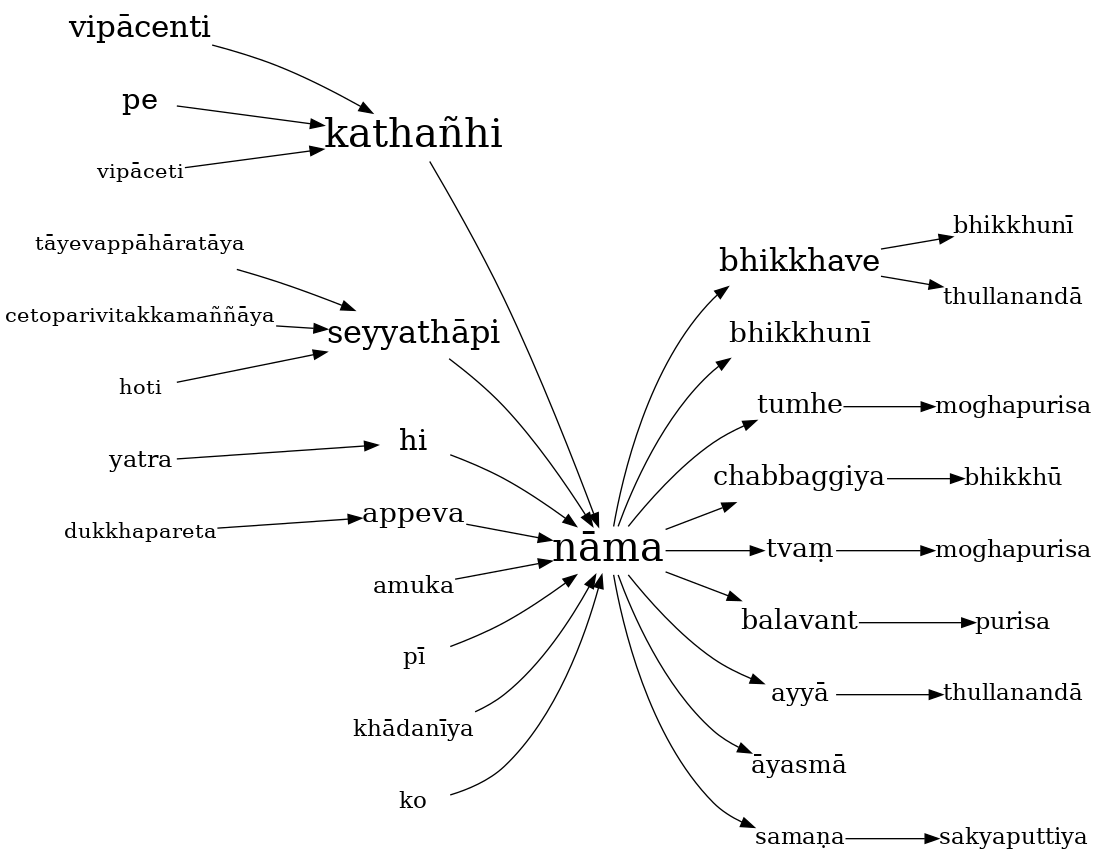 vipācenti
pe
kathañhi
vipāceti
bhikkhunī
tāyevappāhāratāya
bhikkhave
thullanandā
cetoparivitakkamaññāya
seyyathāpi
bhikkhunī
hoti
tumhe
moghapurisa
hi
yatra
chabbaggiya
bhikkhū
appeva
dukkhapareta
nāma
tvaṃ
moghapurisa
amuka
balavant
purisa
pī
ayyā
thullanandā
khādanīya
āyasmā
ko
samaṇa
sakyaputtiya